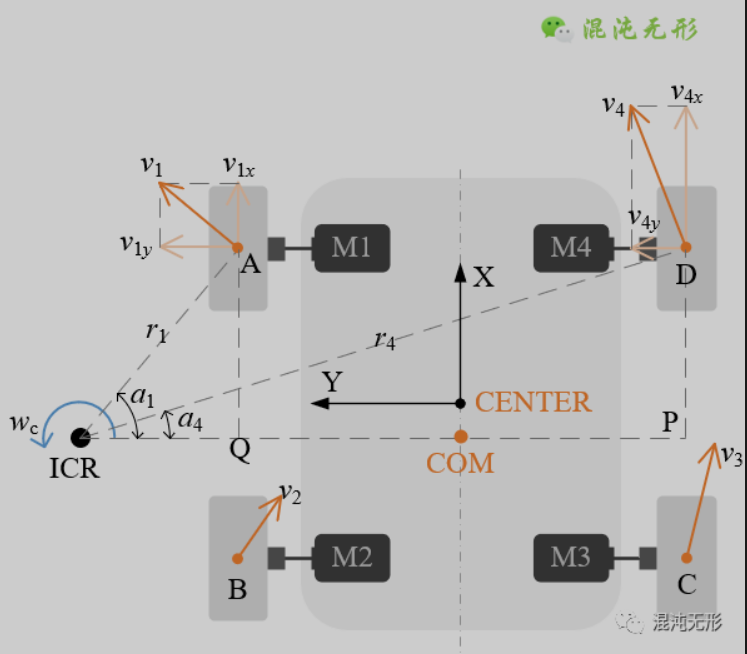 混沌无形
v4
v4x
v1
v1x
v4y
v1y
M1
M4
A
D
X
r1
r4
Y
a1
CENTER
a4
wc
P
Q
ICR
COM
v3
v2
M2
M3
B
C
混沌无形